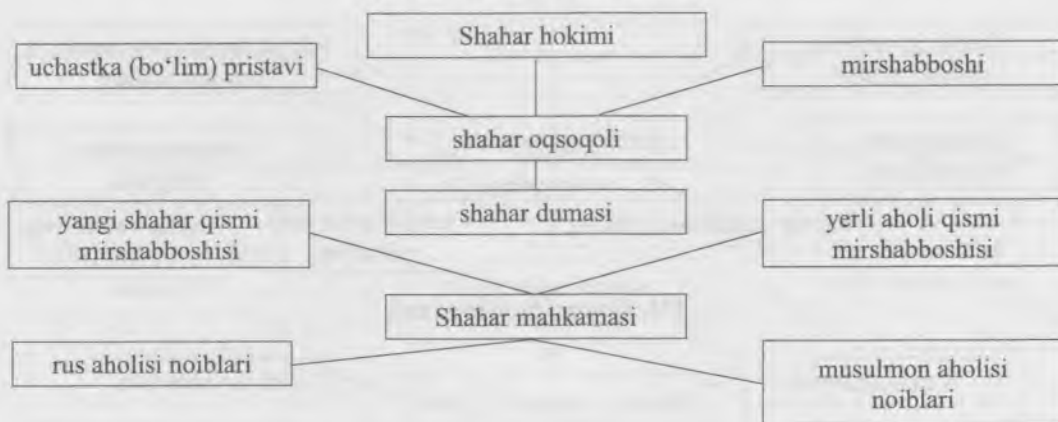 Shahar hokimi
uchastka (bo‘lim) pristavi
mirshabboshi
shahar oqsoqoli
shahar dumasi
yangi shahar qismi
mirshabboshisi
yerli aholi qismi
mirshabboshisi
Shahar mahkamasi
rus aholisi noiblari
musulmon aholisi
noiblari